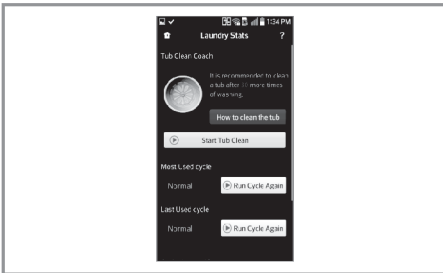 1:34 PM
Laundry Stats ?
Tub Clean Coach
It is recommended to clean
a tub after more times
of washing.
How to clean the tub
Start Tub Clean
Most Used cycle
Normal Run Cycle Again
Last Used cycle
Normal Run Cycle Again